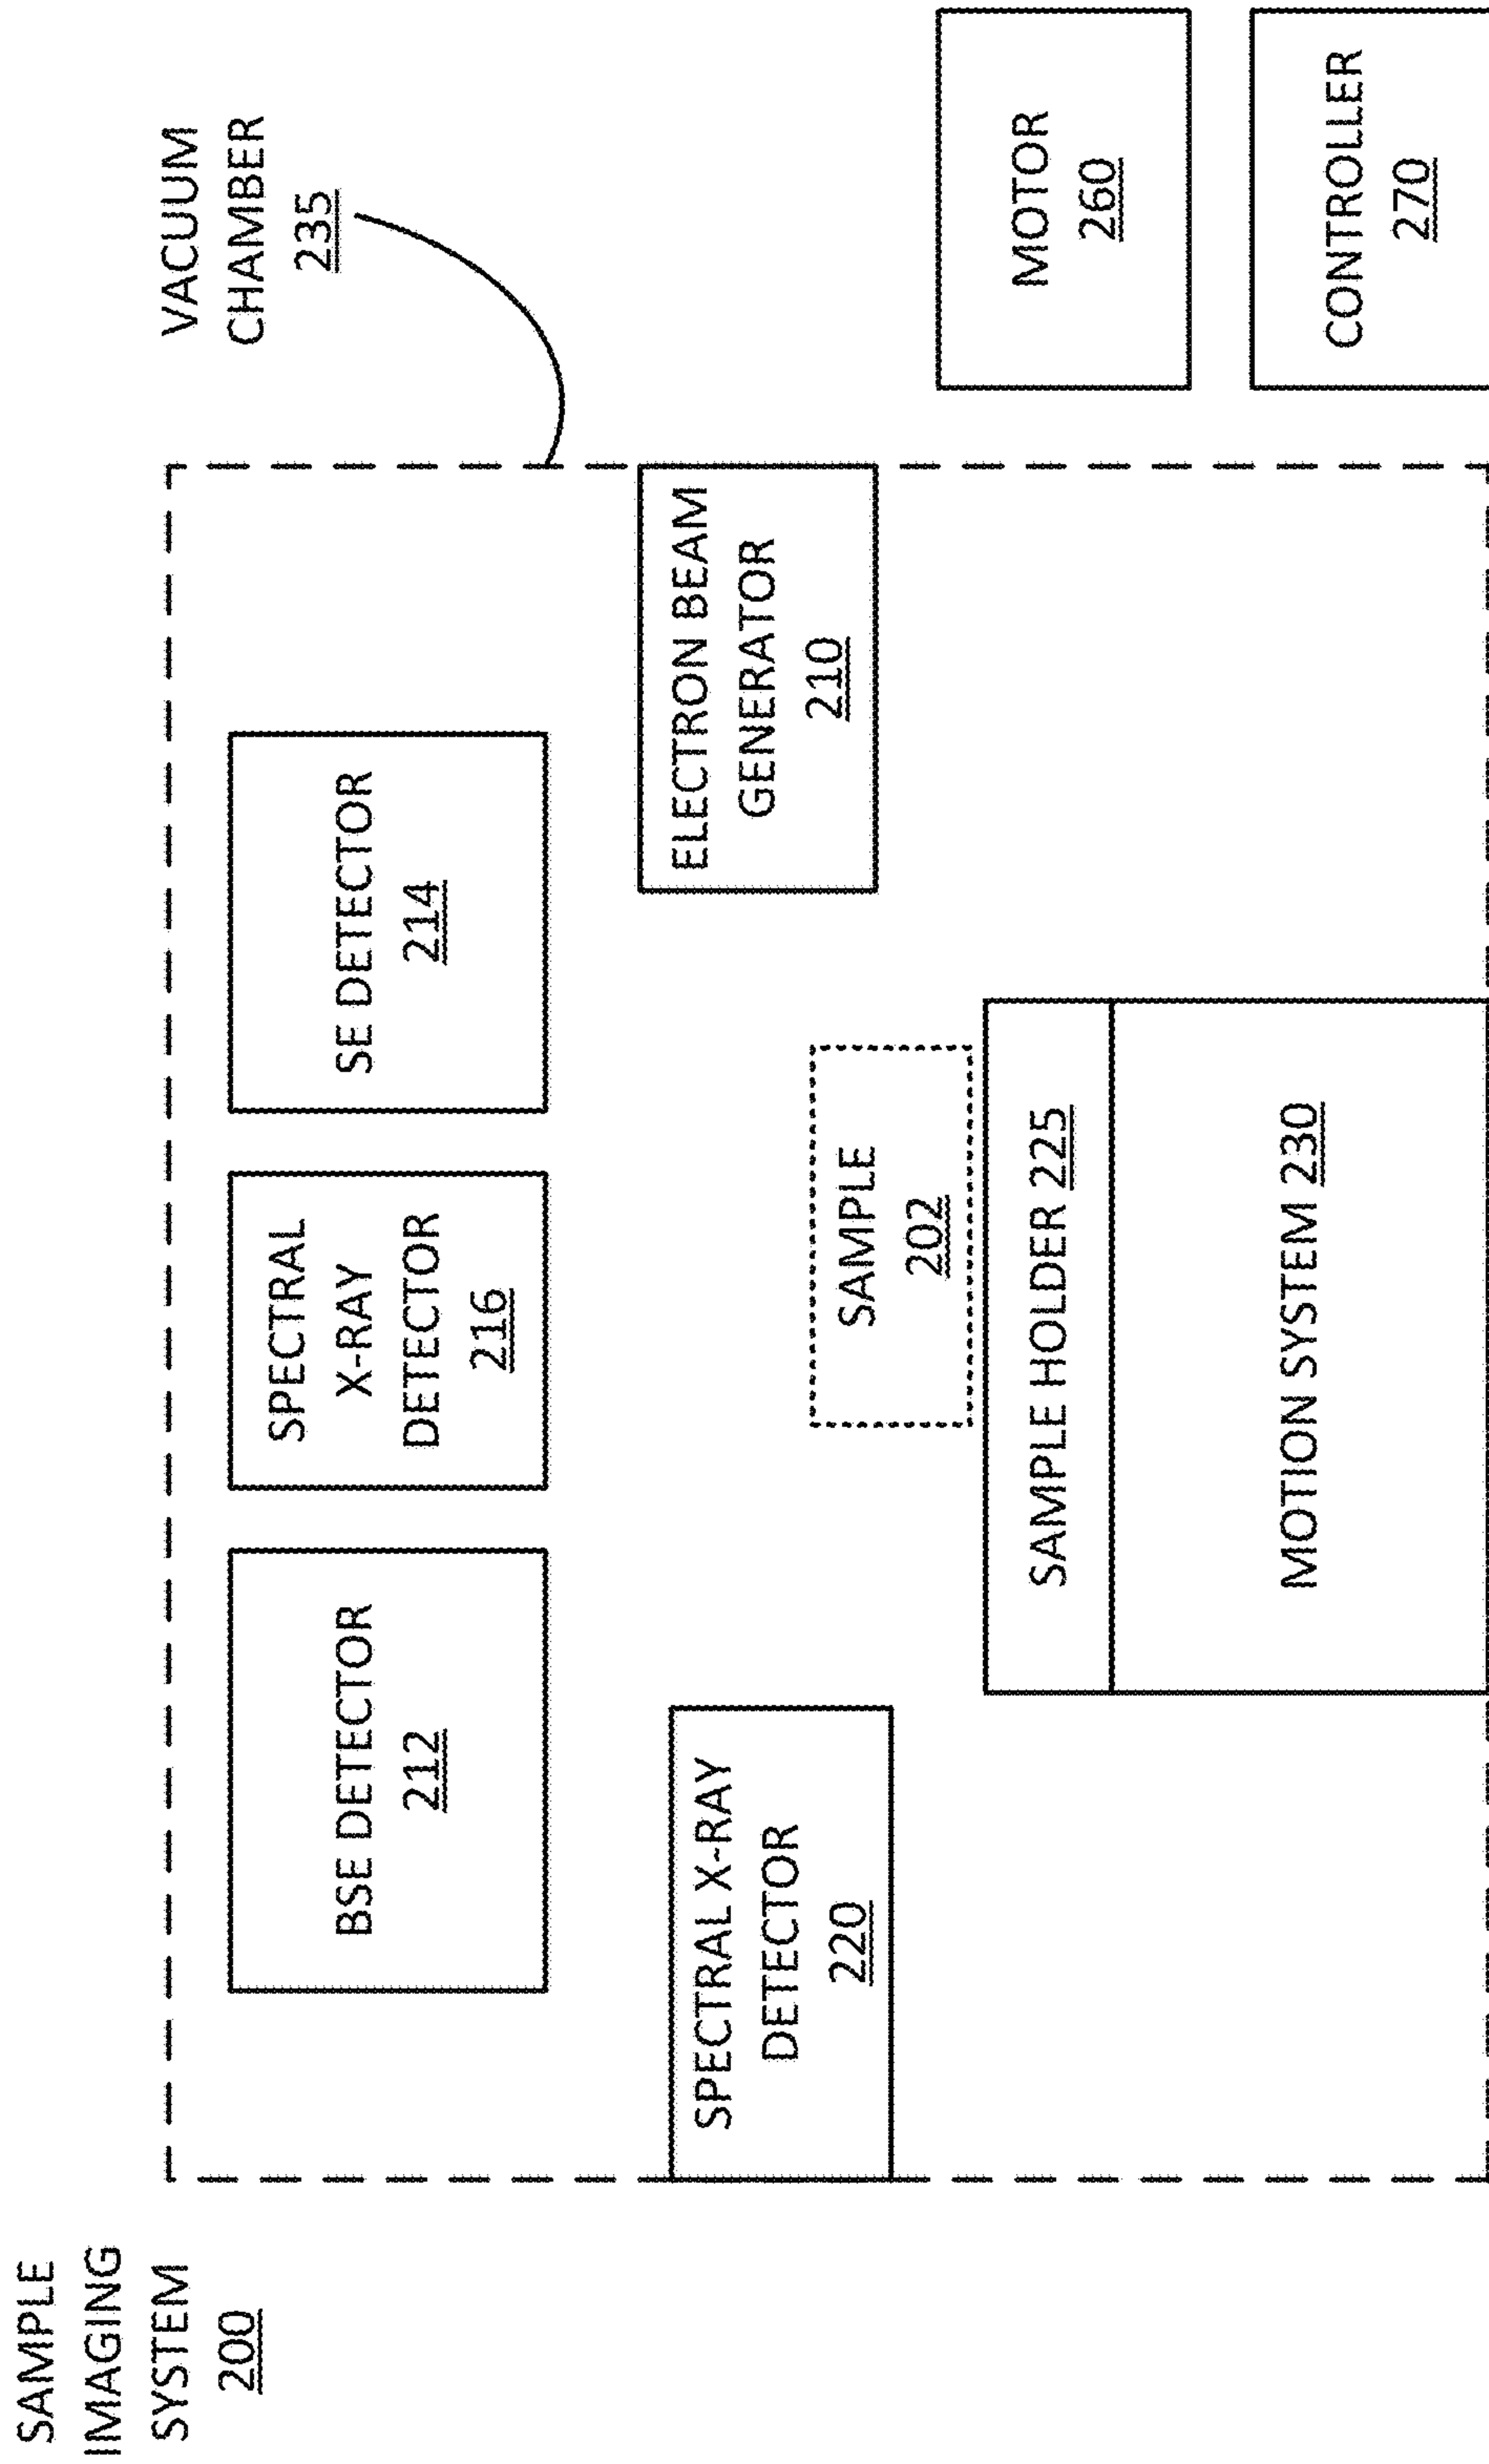 SAMPLE
IMAGING
SYSTEM
200
VACUUM
CHAMBER
235
BSE DETECTOR
212
SPECTRAL
X-RAY
DETECTOR
216
SE DETECTOR
214
SPECTRAL X-RAY
DETECTOR
220
ELECTRON BEAM
GENERATOR
210
SAMPLE
202
SAMPLE HOLDER 225
MOTION SYSTEM 230
MOTOR
260
CONTROLLER
270